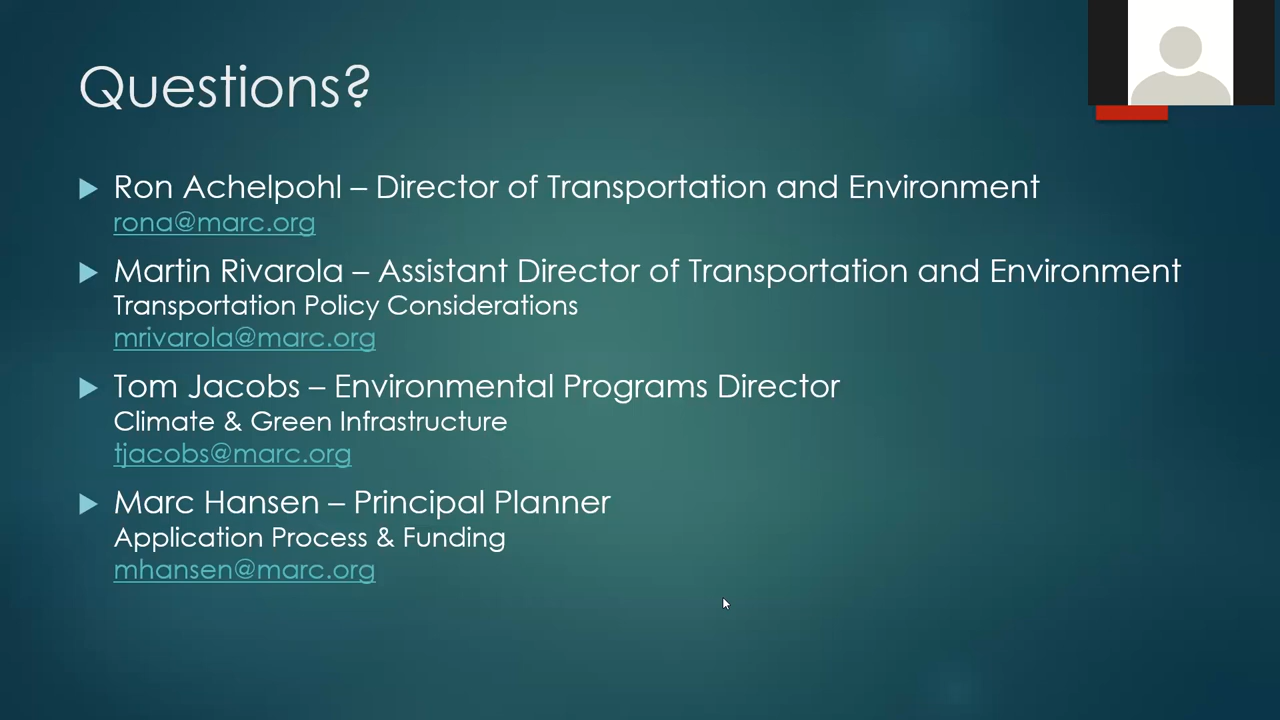 Questions?
Ron Achelpohl – Director of Transportation and Environment
rona@marc.org
Martin Rivarola – Assistant Director of Transportation and Environment
Transportation Policy Considerations
mrivarola@marc.org
Tom Jacobs – Environmental Programs Director
Climate & Green Infrastructure
tjacobs@marc.org
Marc Hansen – Principal Planner
Application Process & Funding
mhansen@marc.org